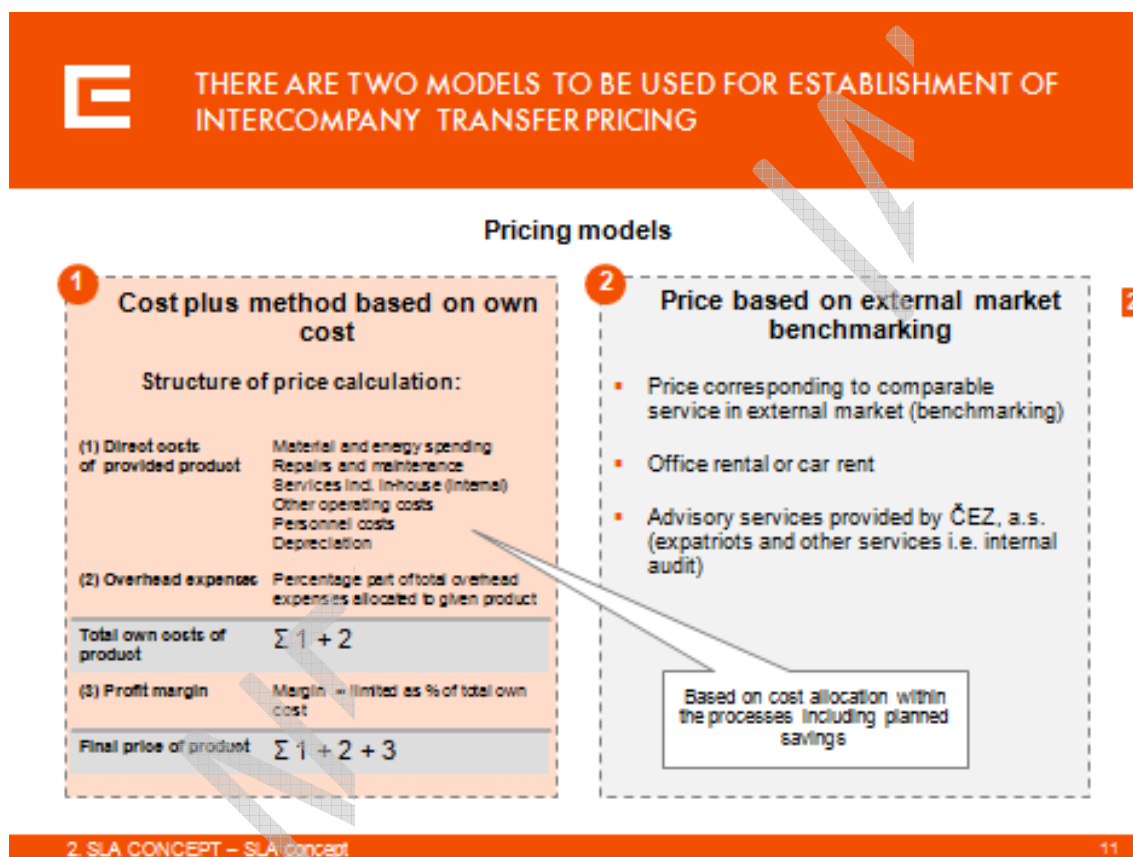 THERE ARE TWO MODELS TO BE USED FOR ESTABLISHMENT OF
INTERCOMPANY TRANSFER PRICING
Pricing models
1
Cost plus method based on own
cost
Structure of price calculation:
(1) Direct costs
of provided product
Material and energy spending
Repairs and maintenance
Services incl. in-house (internal)
Other operating costs
Personnel costs
Depreciation
(2) Overhead expenses
Percentage part of total overhead
expenses allocated to given product
Total own costs of
product
Σ 1 + 2
(3) Profit margin
Margin – limited as % of total own
cost
Final price of product
Σ 1 + 2 + 3
2
Price based on external market
benchmarking
▪ Price corresponding to comparable
service in external market (benchmarking)
▪ Office rental or car rent
▪ Advisory services provided by ČEZ, a.s.
(expatriots and other services i.e. internal
audit)
Based on cost allocation within
the processes including planned
savings
2
2. SLA CONCEPT – SLA concept
11